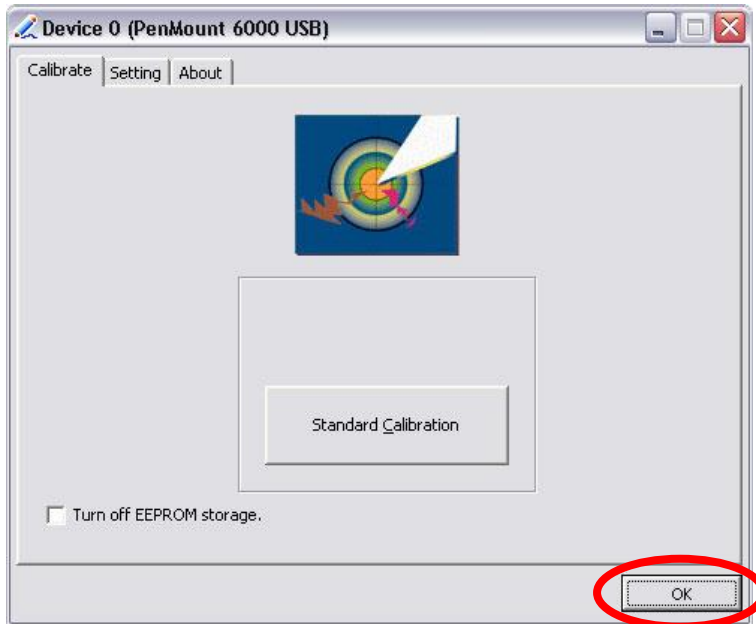 Device 0 (PenMount 6000 USB)
Calibrate Setting About
Standard Calibration
Turn off EEPROM storage.
OK